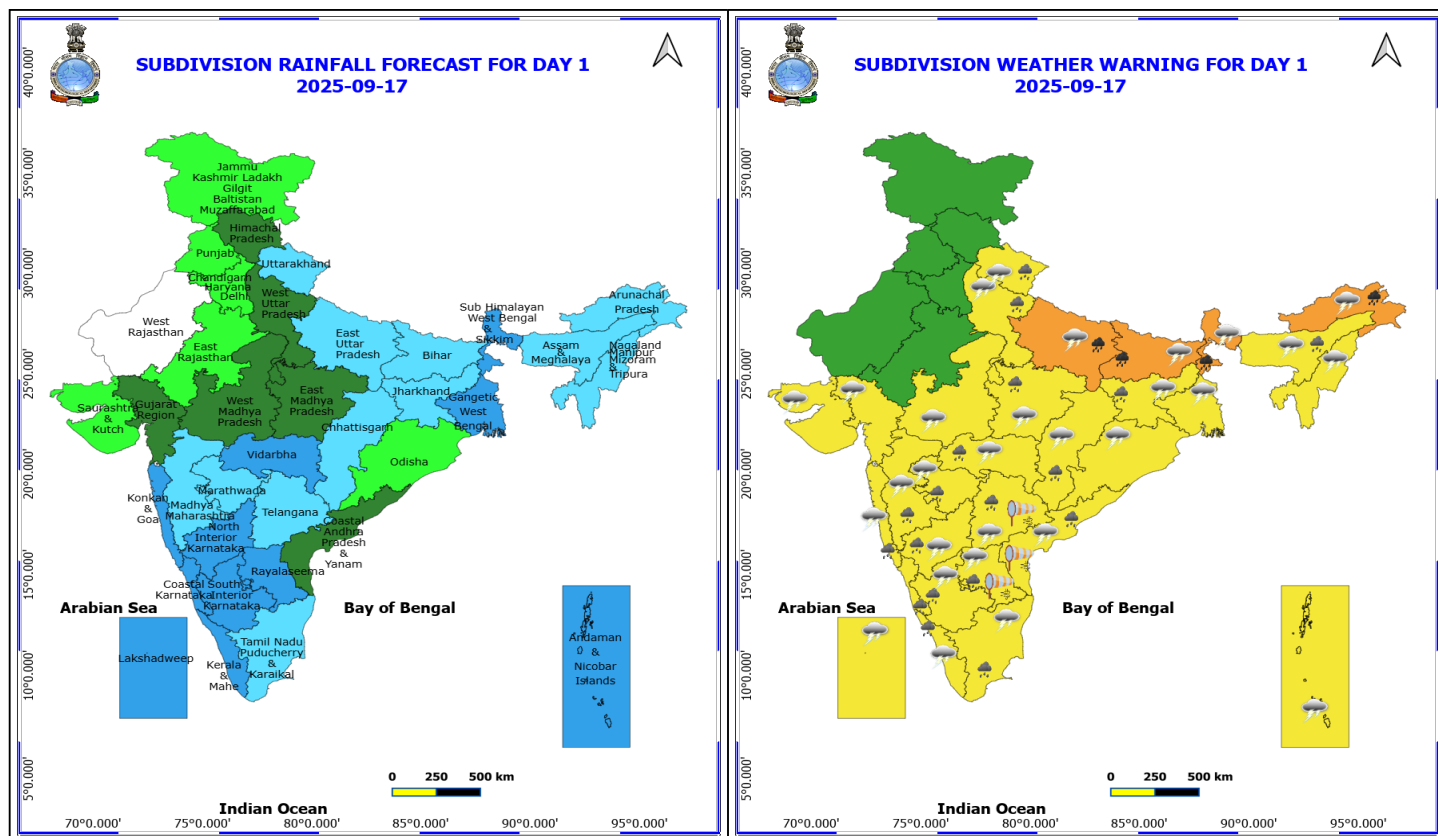 SUBDIVISION RAINFALL FORECAST FOR DAY 1
2025-09-17
40°0.000'
35°0.000'
30°0.000'
25°0.000'
20°0.000'
15°0.000'
10°0.000'
5°0.000'
Jammu
Kashmir Ladakh
Gilgit
Baltistan
Muzaffarabad
Himachal
Pradesh
Punjab
Uttarakhand
Chandigarh
Haryana
Delhi
West
Uttar
Pradesh
West
Rajasthan
East
Rajasthan
East
Uttar
Pradesh
Bihar
Sub Himalayan
West Bengal
&
Sikkim
Arunachal
Pradesh
Assam
&
Meghalaya
Nagaland
Manipur
Mizoram
&
Tripura
Saurashtra
&
Kutch
Gujarat
Region
West
Madhya
Pradesh
East
Madhya
Pradesh
Jharkhand
Gangetic
West
Bengal
Chhattisgarh
Odisha
Vidarbha
Konkan
&
Goa
Madhya
Maharashtra
Marathwada
Telangana
North
Interior
Karnataka
Coastal
Andhra
Pradesh
&
Yanam
Rayalaseema
Coastal
Karnataka
South
Interior
Karnataka
Arabian Sea
Bay of Bengal
Lakshadweep
Kerala
&
Mahe
Tamil Nadu
Puducherry
&
Karaikal
Andaman
&
Nicobar
Islands
0 250 500 km
Indian Ocean
70°0.000' 75°0.000' 80°0.000' 85°0.000' 90°0.000' 95°0.000'
SUBDIVISION WEATHER WARNING FOR DAY 1
2025-09-17
40°0.000'
35°0.000'
30°0.000'
25°0.000'
20°0.000'
15°0.000'
10°0.000'
5°0.000'
Arabian Sea
Bay of Bengal
0 250 500 km
Indian Ocean
70°0.000' 75°0.000' 80°0.000' 85°0.000' 90°0.000' 95°0.000'